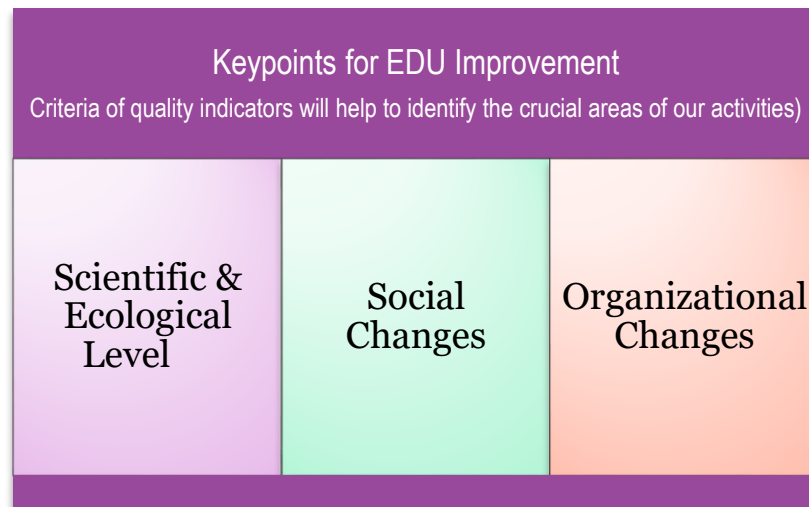 Keypoints for EDU Improvement
Criteria of quality indicators will help to identify the crucial areas of our activities)
Scientific &
Ecological
Level
Social
Changes
Organizational
Changes